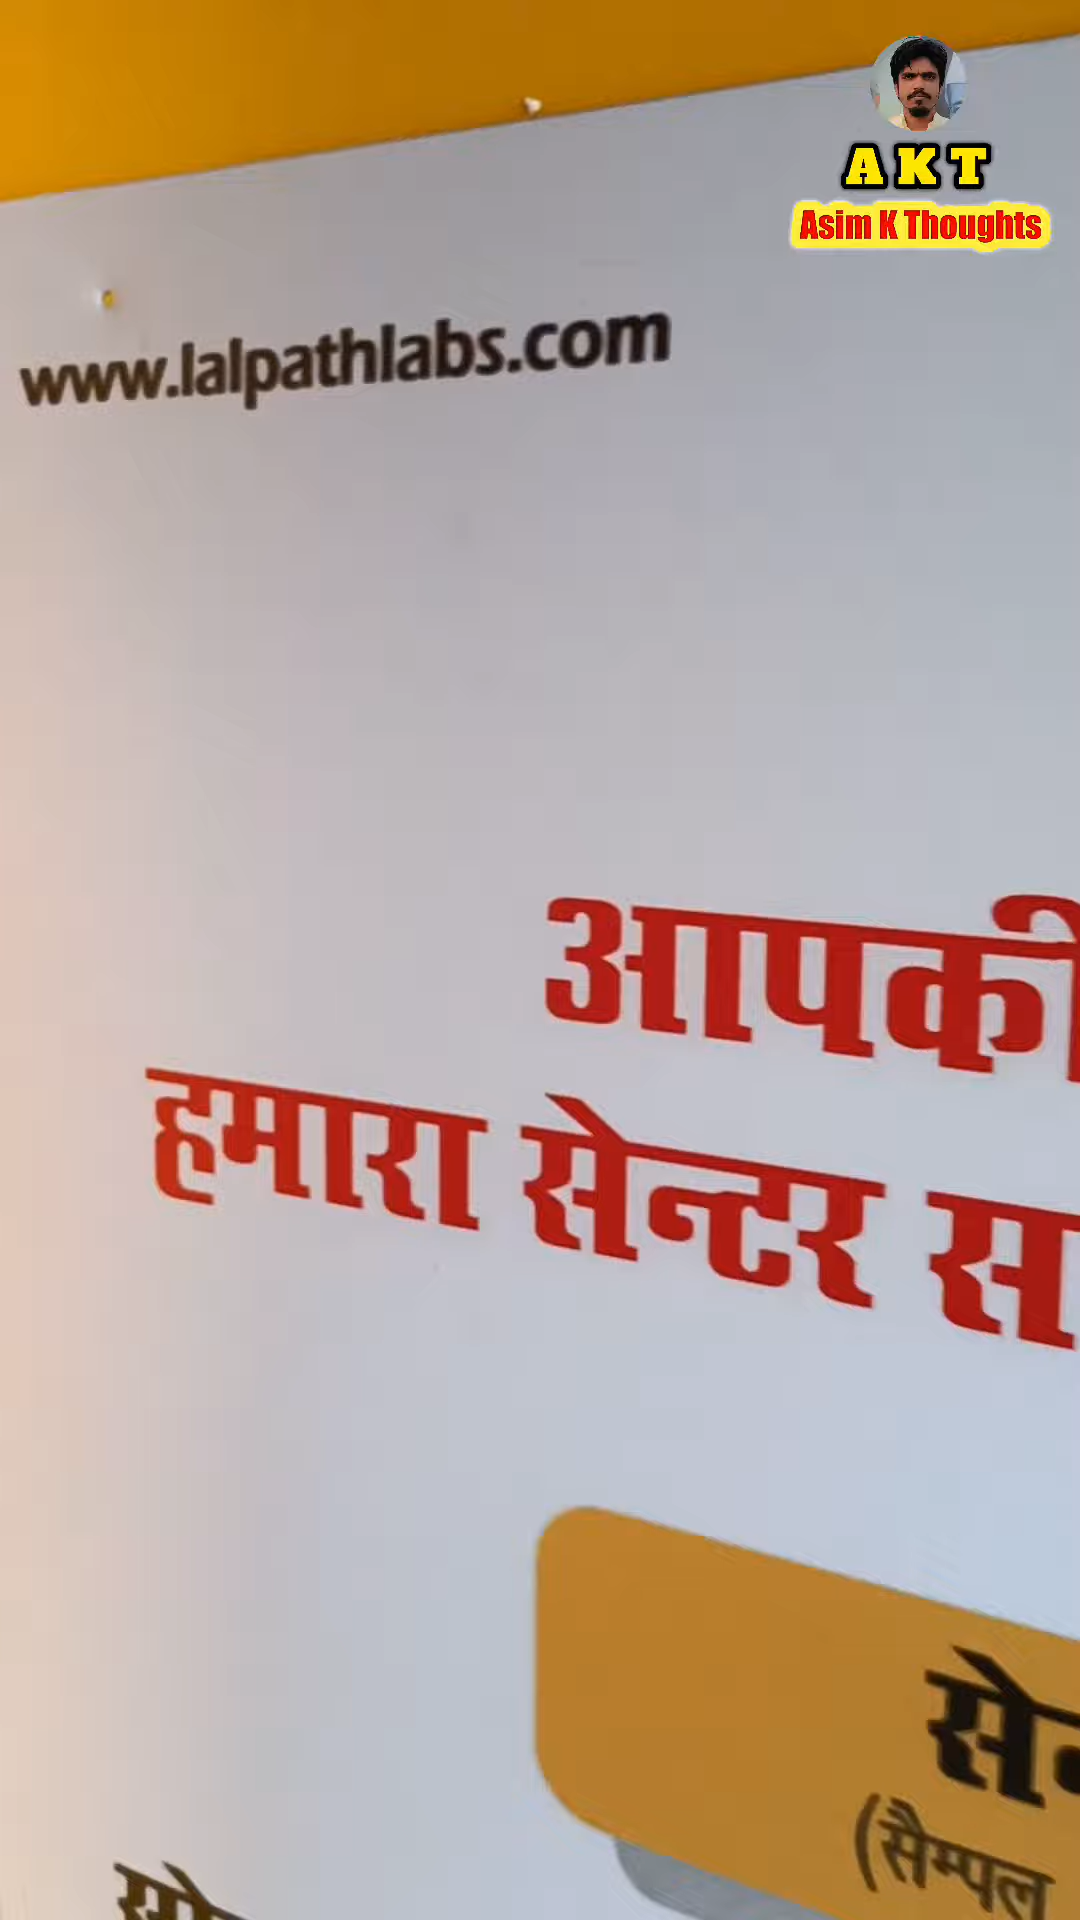 A K T
Asim K Thoughts
www.lalpathlabs.com
आपकी
हमारा सेन्टर
(सैम्पल